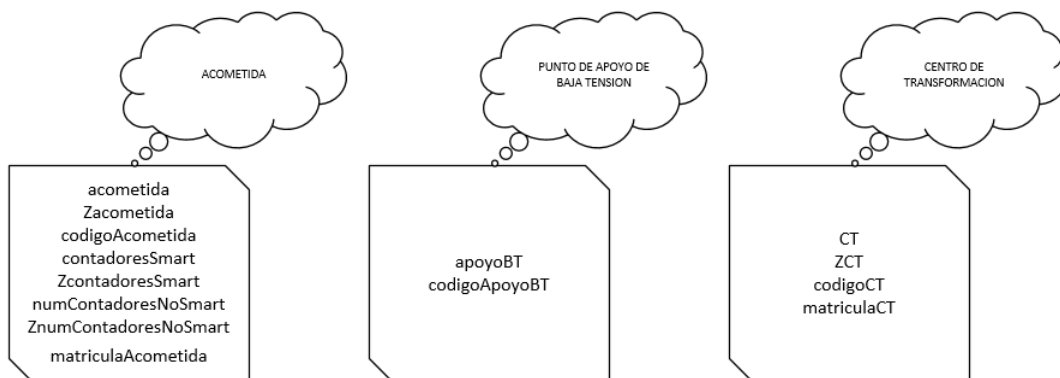 ACOMETIDA
PUNTO DE APOYO DE
BAJA TENSION
CENTRO DE
TRANSFORMACION
acometida
Zacometida
codigoAcometida
contadoresSmart
ZcontadoresSmart
numContadoresNoSmart
ZnumContadoresNoSmart
matriculaAcometida
apoyoBT
codigoApoyoBT
CT
ZCT
codigoCT
matriculaCT